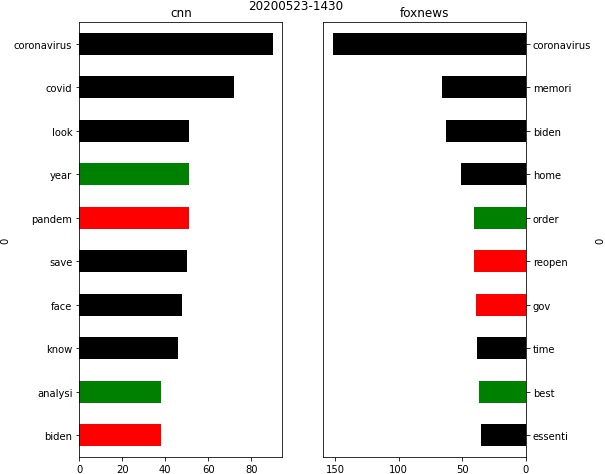 20200523-1430
cnn
foxnews
coronavirus
covid
look
year
pandem
save
face
know
analysi
biden
0
0 20 40 60 80
coronavirus
memori
biden
home
order
reopen
gov
time
best
essenti
0
150 100 50 0